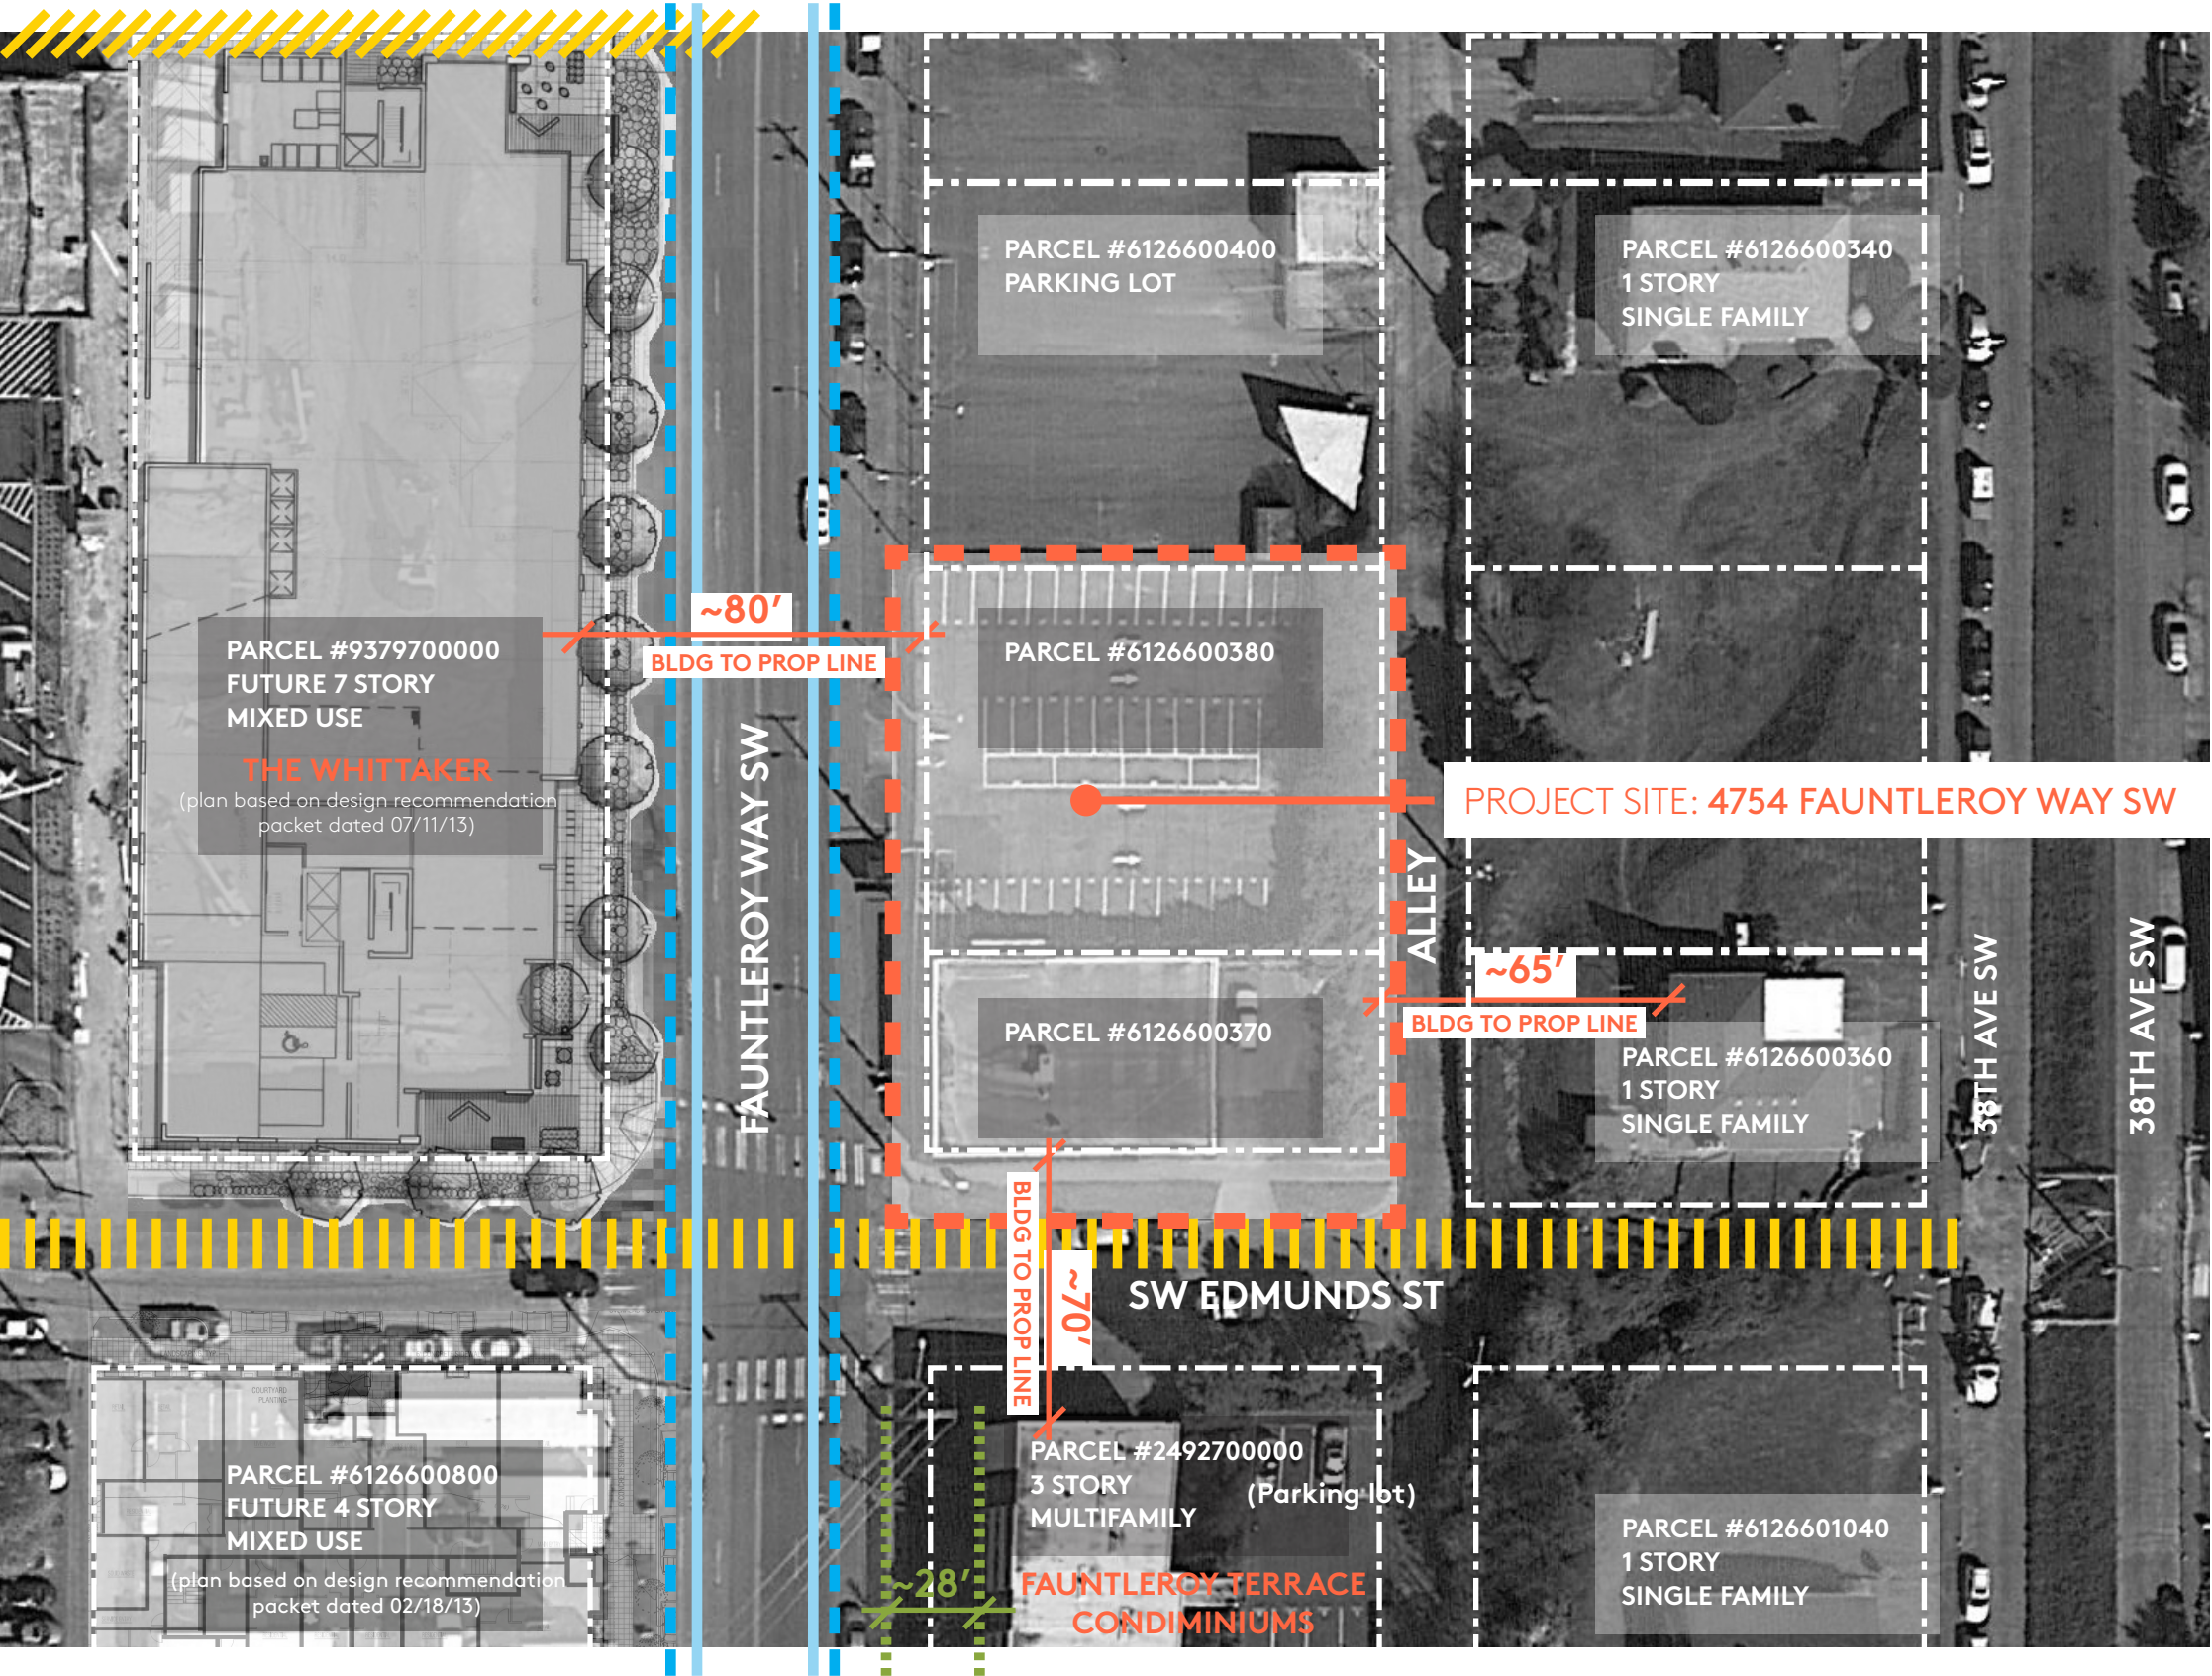 PARCEL #6126600400
PARKING LOT
PARCEL #6126600340
1 STORY
SINGLE FAMILY
~80'
BLDG TO PROP LINE
PARCEL #9379700000
FUTURE 7 STORY
MIXED USE
THE WHITTAKER
(plan based on design recommendation
packet dated 07/11/13)
FAUNTLEROY WAY SW
PARCEL #6126600380
PROJECT SITE: 4754 FAUNTLEROY WAY SW
ALLEY
PARCEL #6126600370
~65'
BLDG TO PROP LINE
PARCEL #6126600360
1 STORY
SINGLE FAMILY
38TH AVE SW
38TH AVE SW
BLDG TO PROP LINE
~70'
SW EDMUNDS ST
COURTYARD
PLANTING
PARCEL #6126600800
FUTURE 4 STORY
MIXED USE
(plan based on design recommendation
packet dated 02/18/13)
PARCEL #2492700000
3 STORY
MULTIFAMILY
(Parking lot)
~28'
FAUNTLEROY TERRACE
CONDIMINIUMS
PARCEL #6126601040
1 STORY
SINGLE FAMILY